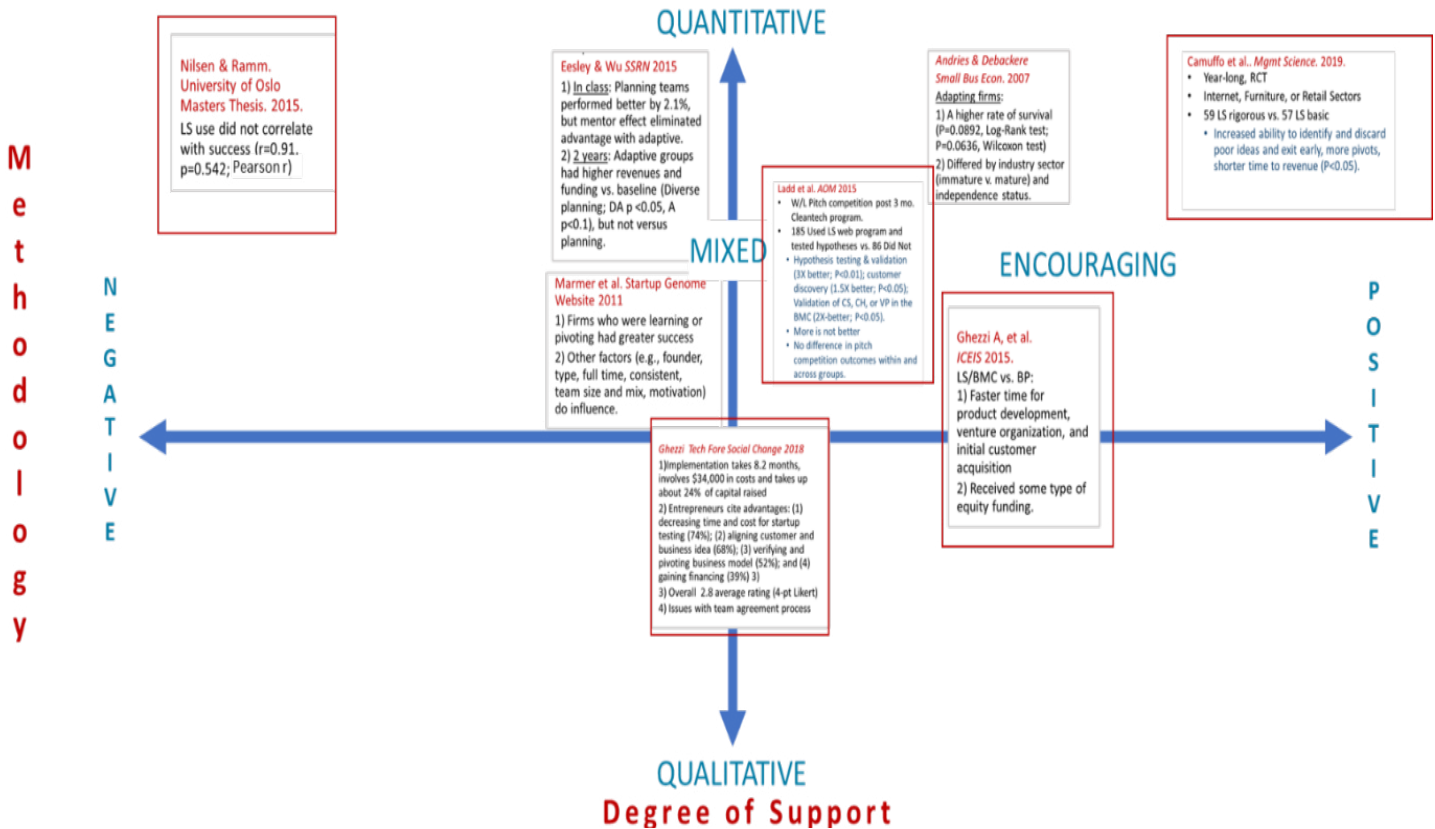 QUANTITATIVE
Nilsen & Ramm.
University of Oslo
Masters Thesis. 2015.
LS use did not correlate
with success (r=0.91.
p=0.542; Pearson r)
Eesley & Wu SSRN 2015
1) In class: Planning teams
performed better by 2.1%,
but mentor effect eliminated
advantage with adaptive.
2) 2 years: Adaptive groups
had higher revenues and
funding vs. baseline (Diverse
planning; DA p <0.05, A
p<0.1), but not versus
planning.
Andries & Debackere
Small Bus Econ. 2007
Adapting firms:
1) A higher rate of survival
(P=0.0892, Log-Rank test;
P=0.0636, Wilcoxon test)
2) Differed by industry sector
(immature v. mature) and
independence status.
Camuffo et al.. Mgmt Science. 2019.
• Year-long, RCT
• Internet, Furniture, or Retail Sectors
• 59 LS rigorous vs. 57 LS basic
• Increased ability to identify and discard
poor ideas and exit early, more pivots,
shorter time to revenue (P<0.05).
Ladd et al. AOM 2015
• W/L Pitch competition post 3 mo.
Cleantech program.
• 185 Used LS web program and
tested hypotheses vs. 86 Did Not
• Hypothesis testing & validation
(3X better; P<0.01); customer
discovery (1.5X better; P<0.05);
Validation of CS, CH, or VP in the
BMC (2X-better; P<0.05).
• More is not better
• No difference in pitch
competition outcomes within and
across groups.
MIXED
ENCOURAGING
Marmer et al. Startup Genome
Website 2011
1) Firms who were learning or
pivoting had greater success
2) Other factors (e.g., founder,
type, full time, consistent,
team size and mix, motivation)
do influence.
Ghezzi A, et al.
ICEIS 2015.
LS/BMC vs. BP:
1) Faster time for
product development,
venture organization, and
initial customer
acquisition
2) Received some type of
equity funding.
Ghezzi Tech Fore Social Change 2018
1)Implementation takes 8.2 months,
involves $34,000 in costs and takes up
about 24% of capital raised
2) Entrepreneurs cite advantages: (1)
decreasing time and cost for startup
testing (74%); (2) aligning customer and
business idea (68%); (3) verifying and
pivoting business model (52%); and (4)
gaining financing (39%) 3)
3) Overall 2.8 average rating (4-pt Likert)
4) Issues with team agreement process
Methodology
NEGATIVE
POSITIVE
QUALITATIVE
Degree of Support